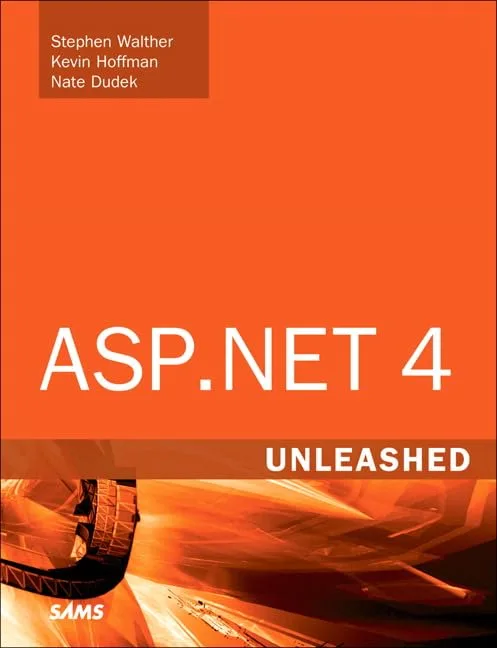 Stephen Walther
Kevin Hoffman
Nate Dudek
ASP.NET 4
UNLEASHED
SAMS